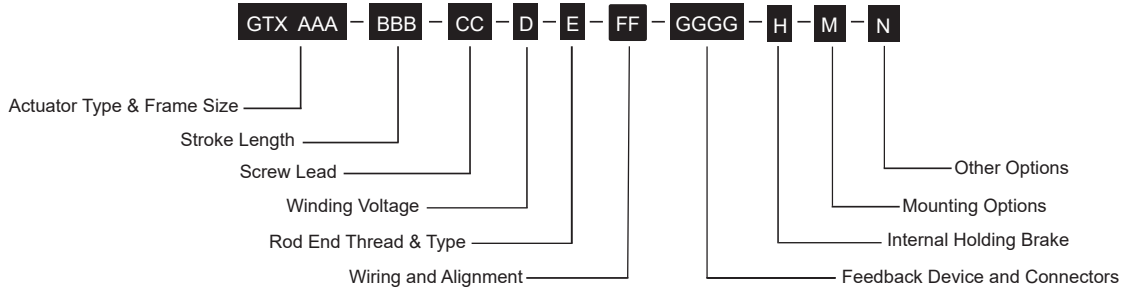 GTX AAA - BBB - CC - D - E - FF - GGGG - H - M - N
Actuator Type & Frame Size
Stroke Length
Screw Lead
Winding Voltage
Rod End Thread & Type
Wiring and Alignment
Other Options
Mounting Options
Internal Holding Brake
Feedback Device and Connectors